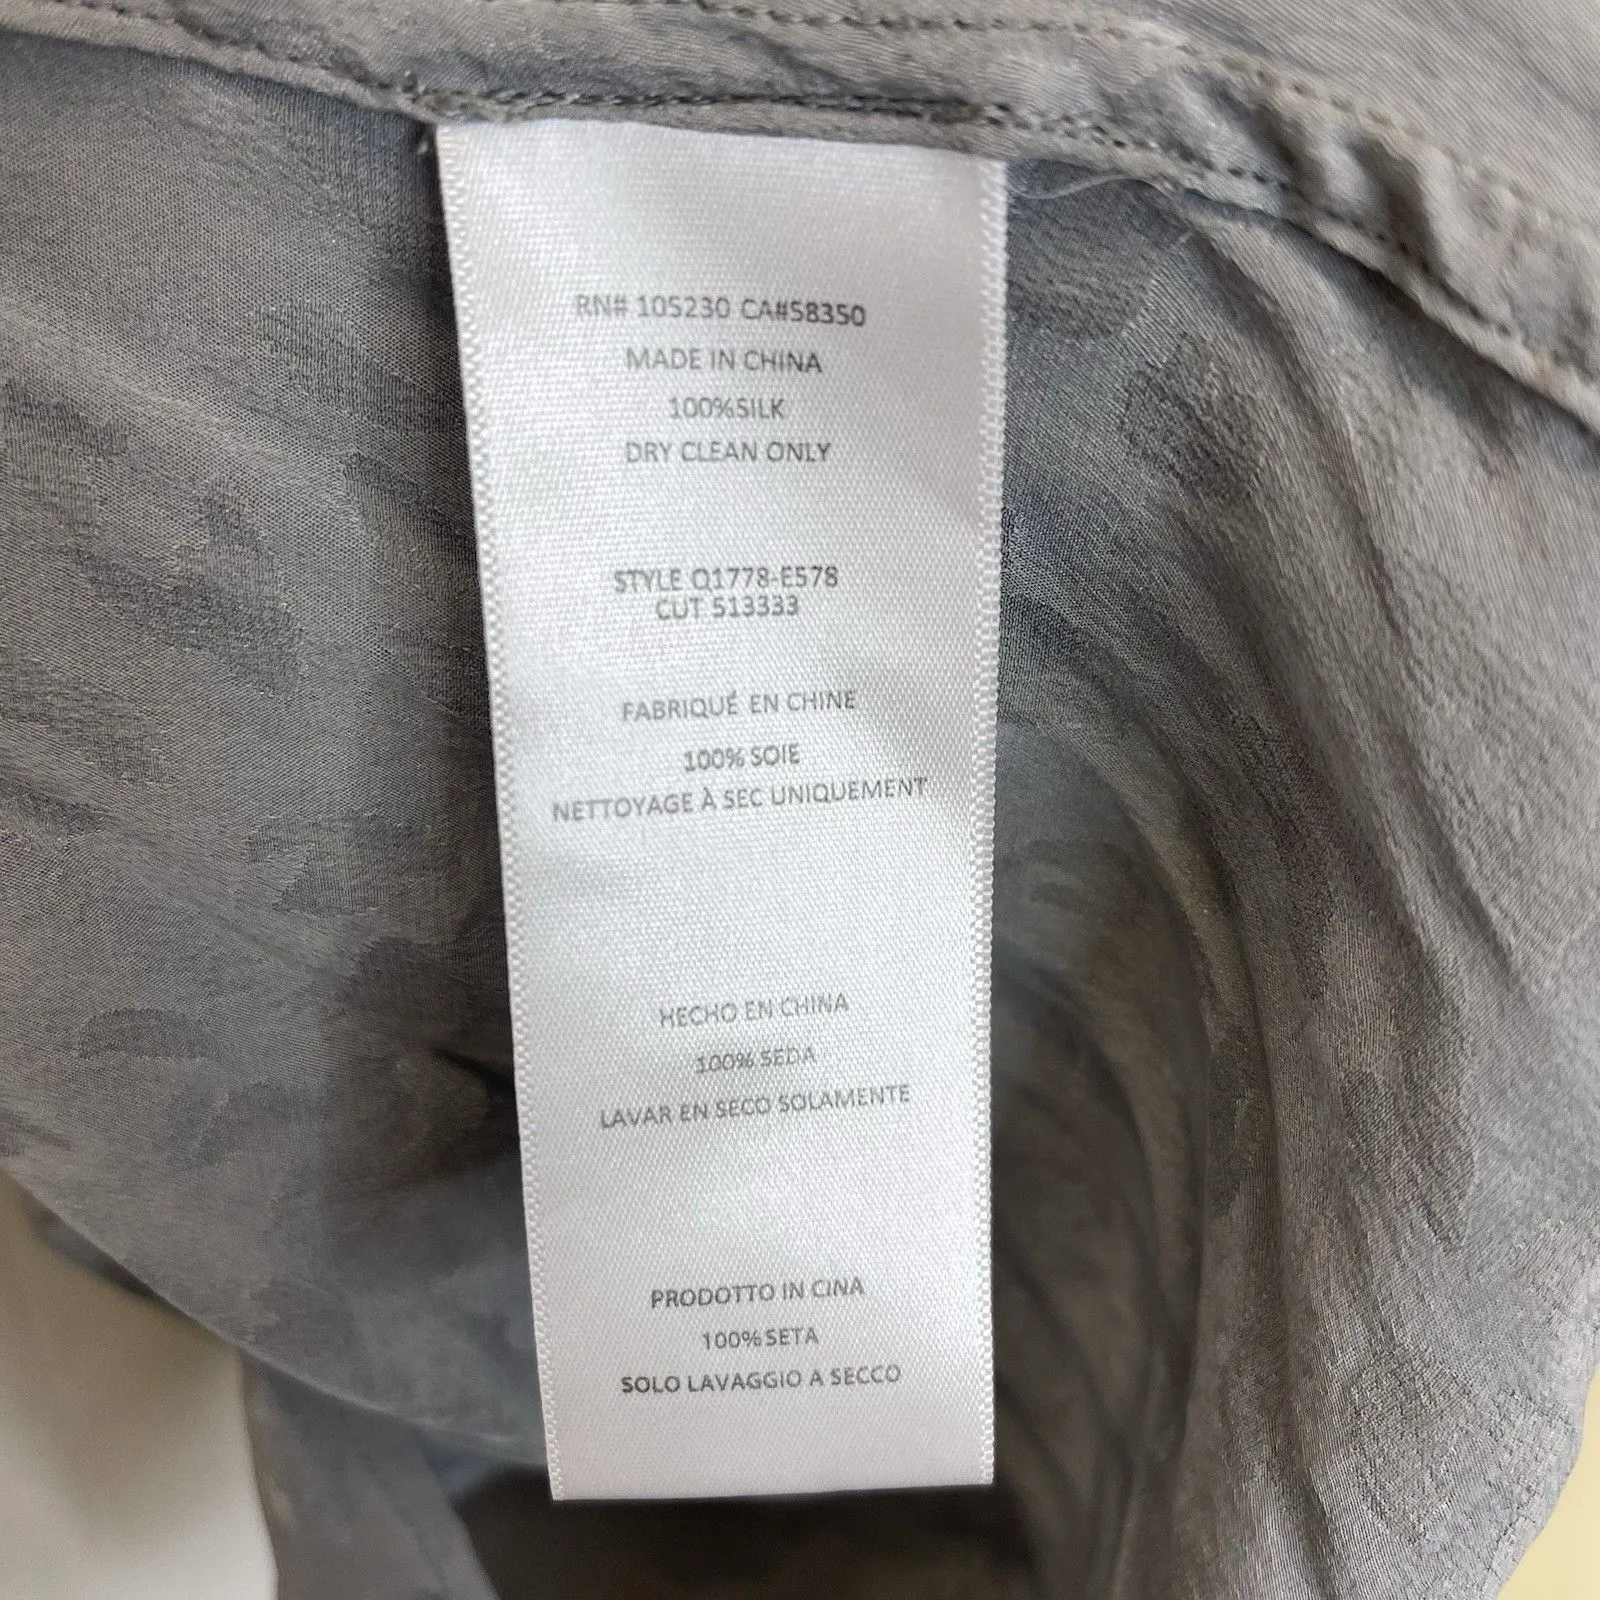 RN# 105230 CA#58350
MADE IN CHINA
100%SILK
DRY CLEAN ONLY
STYLE Q1778-E578
CUT 513333
FABRIQUÉ EN CHINE
100% SOIE
NETTOYAGE À SEC UNIQUEMENT
HECHO EN CHINA
100% SEDA
LAVAR EN SECO SOLAMENTE
PRODOTTO IN CINA
100%SETA
SOLO LAVAGGIO A SECCO